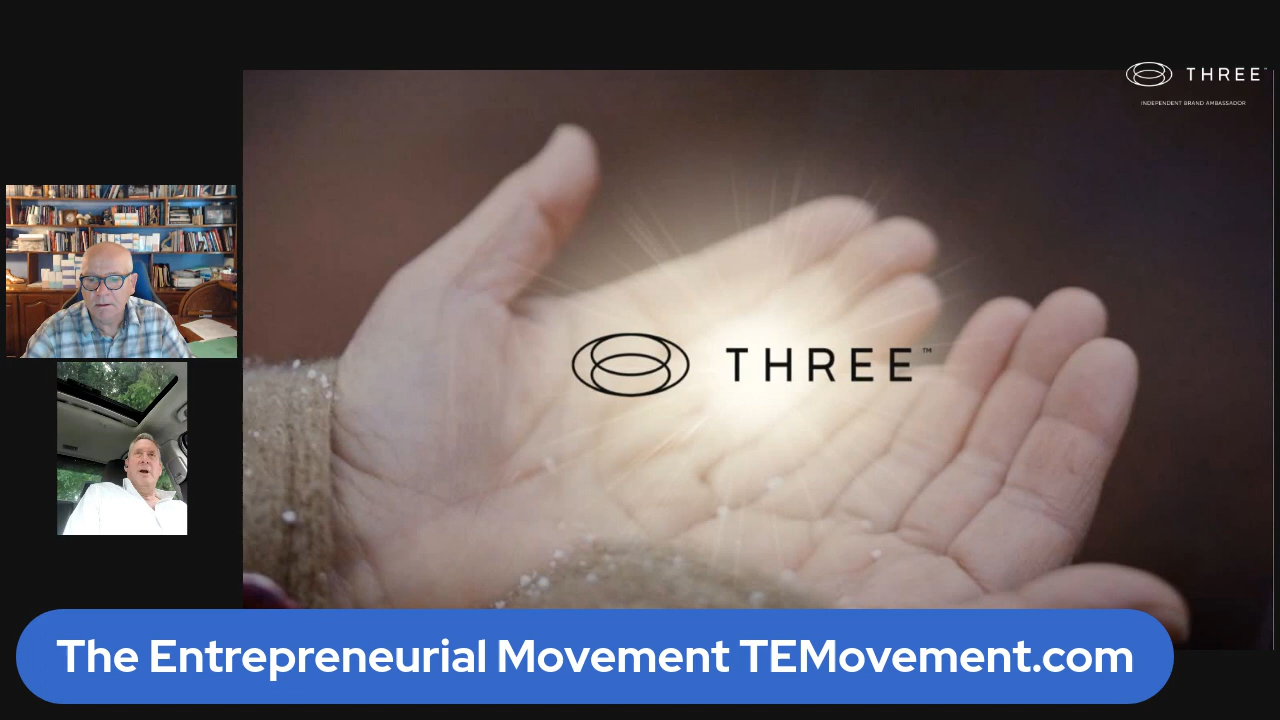 THREE™
INDEPENDENT BRAND AMBASSADOR
THREE™
The Entrepreneurial Movement TEMovement.com